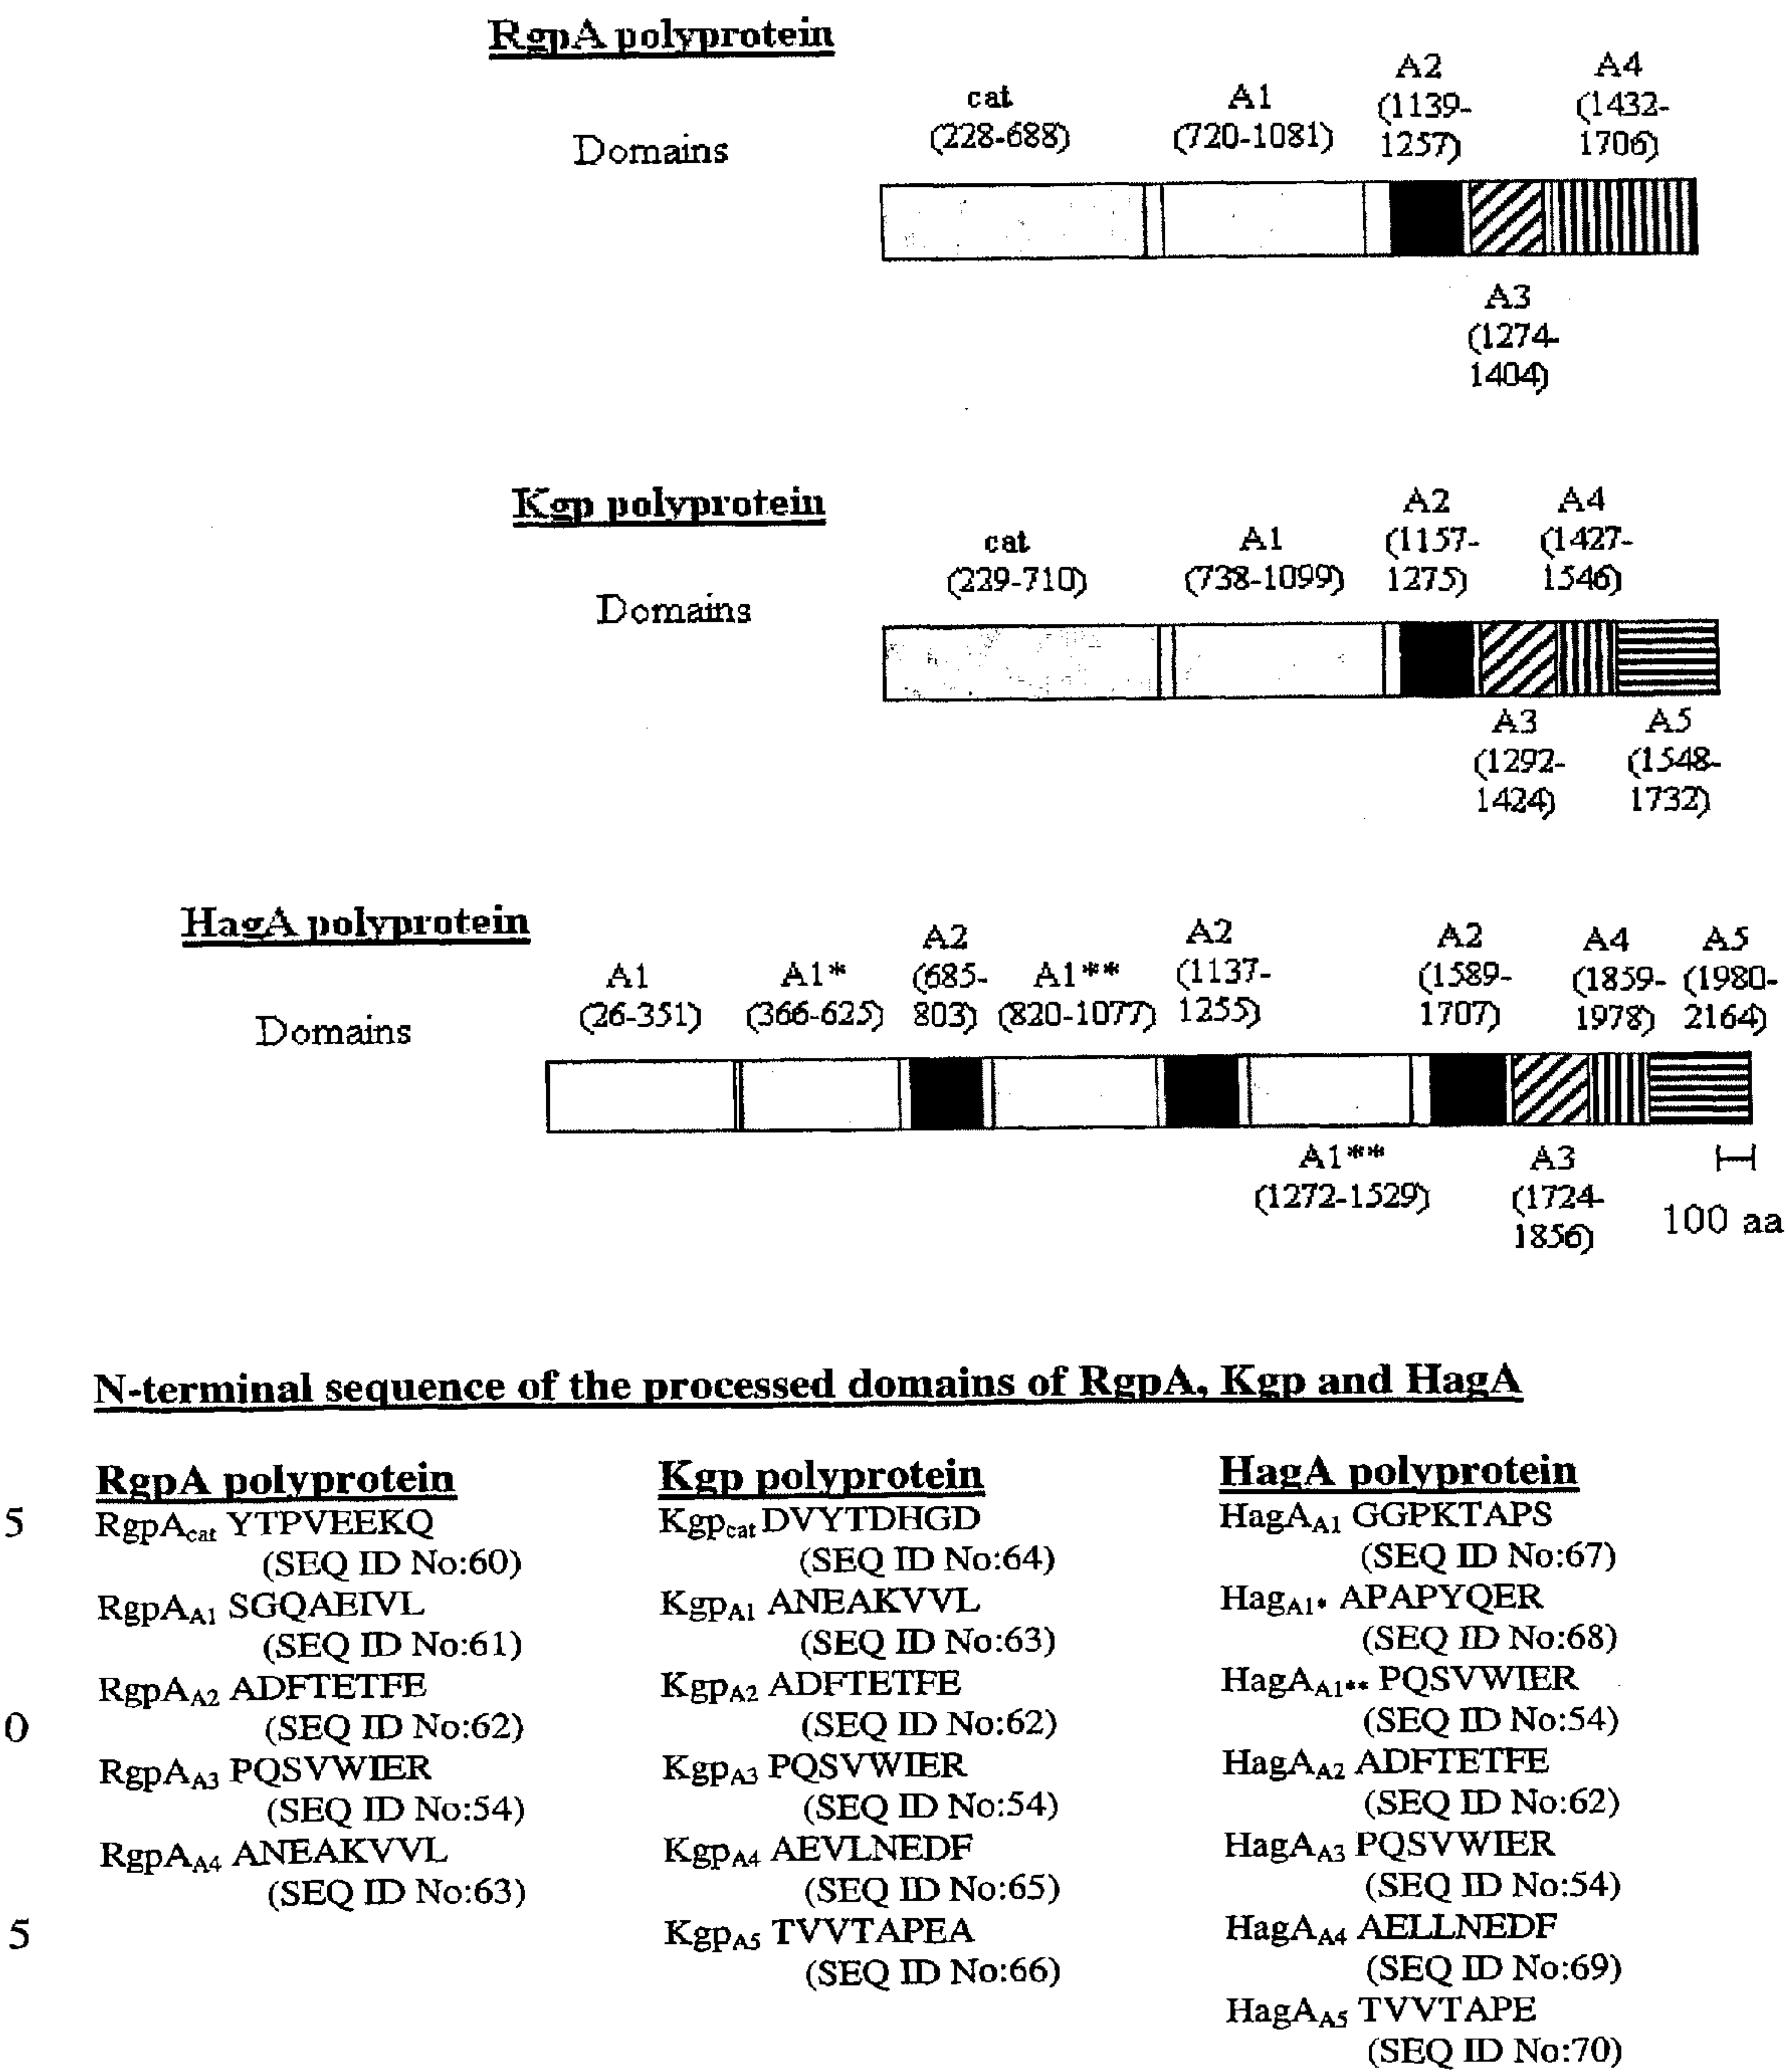 RgpA polyprotein
Domains
cat
(228-688)
A1
(720-1081)
A2
(1139-
1257)
A4
(1432-
1706)
A3
(1274-
1404)
Kgp polyprotein
Domains
cat
(229-710)
A1
(738-1099)
A2
(1157-
1275)
A4
(1427-
1546)
A3
(1292-
1424)
A5
(1548-
1732)
HagA polyprotein
Domains
A1
(26-351)
A1*
(366-625)
A2
(685-
803)
A1**
(820-1077)
A2
(1137-
1255)
A2
(1589-
1707)
A4
(1859-
1978)
A5
(1980-
2164)
A1**
(1272-1529)
A3
(1724-
1856)
100 aa
N-terminal sequence of the processed domains of RgpA, Kgp and HagA
RgpA polyprotein
5
RgpAcat YTPVEEKQ
(SEQ ID No:60)
RgpAA1 SGQAEIVL
(SEQ ID No:61)
RgpAA2 ADFTETFE
0
(SEQ ID No:62)
RgpAA3 PQSVWIER
(SEQ ID No:54)
RgpAA4 ANEAKVVL
(SEQ ID No:63)
5
Kgp polyprotein
Kgpcat DVYTDHGD
(SEQ ID No:64)
KgpA1 ANEAKVVL
(SEQ ID No:63)
KgpA2 ADFTETFE
(SEQ ID No:62)
KgpA3 PQSVWIER
(SEQ ID No:54)
KgpA4 AEVLNEDF
(SEQ ID No:65)
KgpA5 TVVTAPEA
(SEQ ID No:66)
HagA polyprotein
HagAA1 GGPKTAPS
(SEQ ID No:67)
HagA1* APAPYQER
(SEQ ID No:68)
HagAA1** PQSVWIER
(SEQ ID No:54)
HagAA2 ADFTETFE
(SEQ ID No:62)
HagAA3 PQSVWIER
(SEQ ID No:54)
HagAA4 AELLNEDF
(SEQ ID No:69)
HagAA5 TVVTAPE
(SEQ ID No:70)